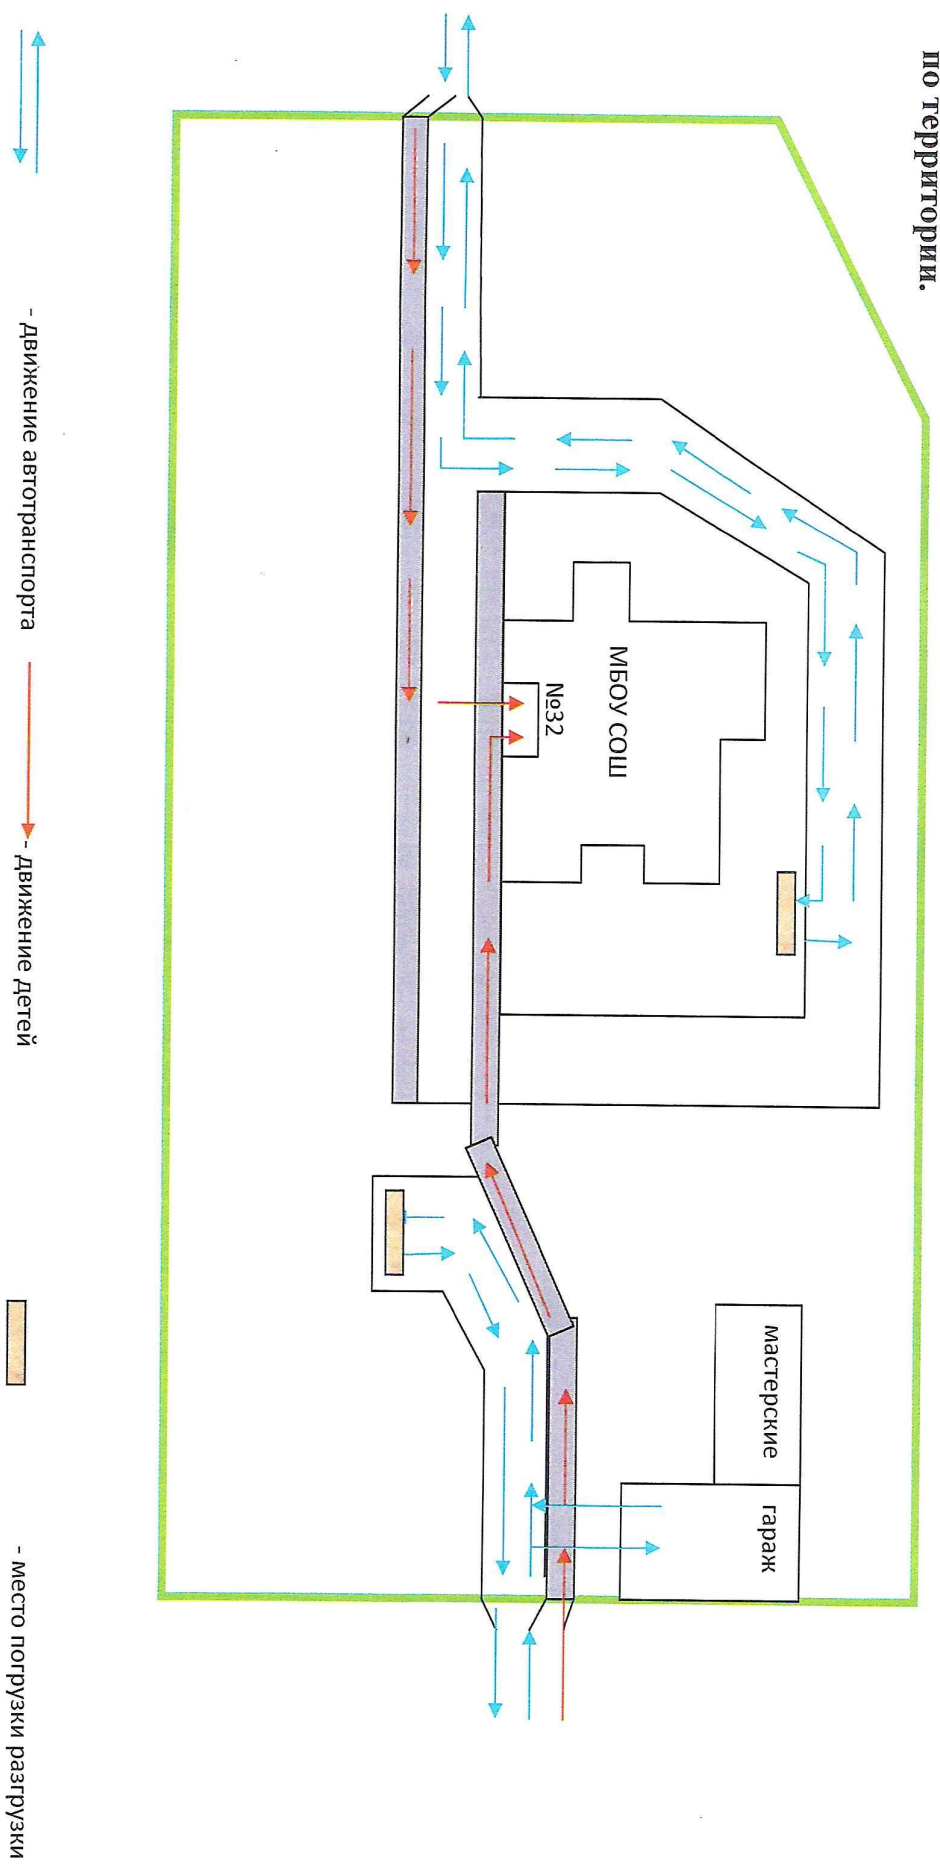 по территории.
МБОУ СОШ
№32
мастерские
гараж
- движение автотранспорта
- движение детей
- место погрузки разгрузки